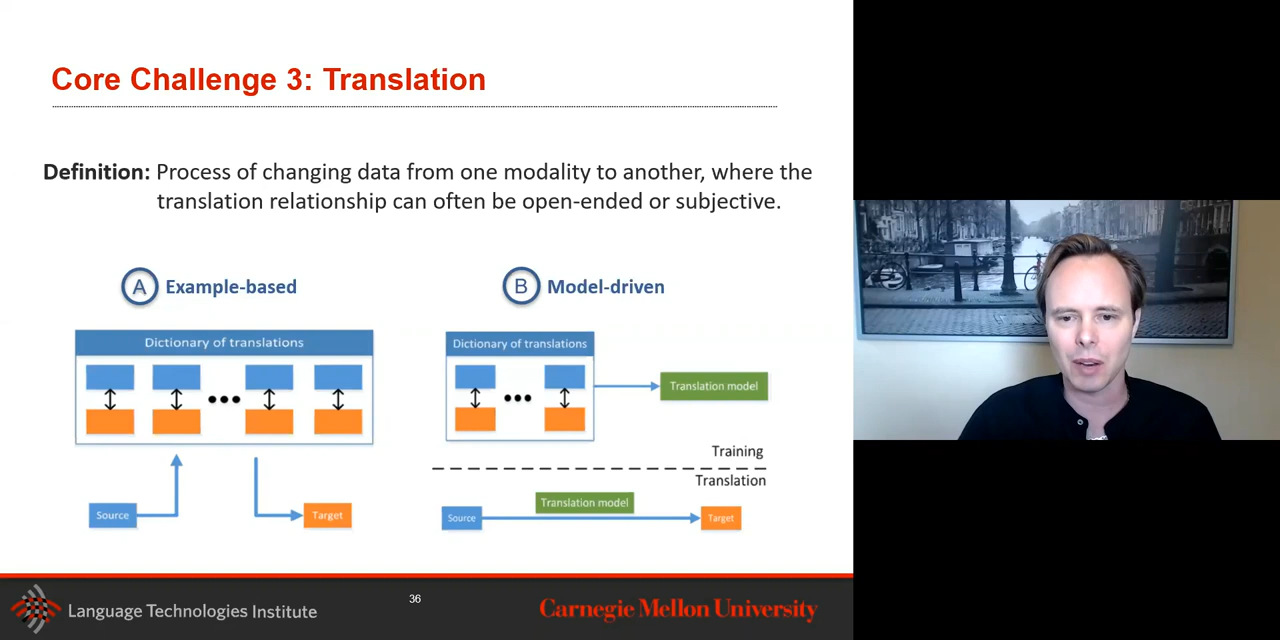 Core Challenge 3: Translation
Definition: Process of changing data from one modality to another, where the
translation relationship can often be open-ended or subjective.
A Example-based
Dictionary of translations
Source
Target
B Model-driven
Dictionary of translations
Translation model
Training
Translation
Translation model
Source
Target
Language Technologies Institute
36
Carnegie Mellon University